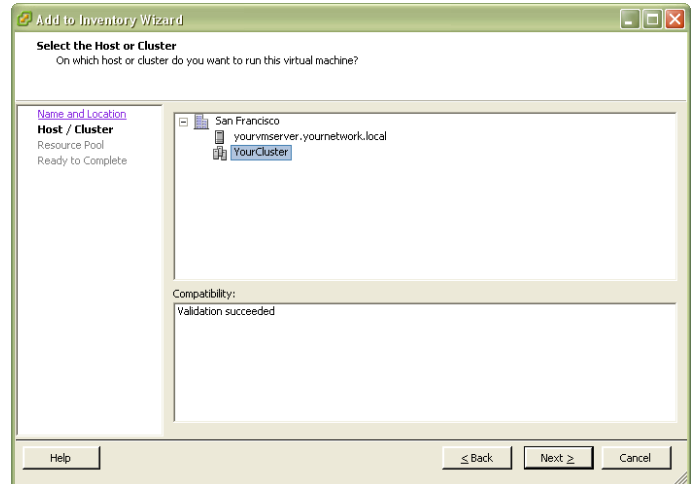 Add to Inventory Wizard
Select the Host or Cluster
On which host or cluster do you want to run this virtual machine?
Name and Location
Host / Cluster
Resource Pool
Ready to Complete
San Francisco
yourvmserver.yournetwork.local
YourCluster
Compatibility:
Validation succeeded
Help
< Back
Next >
Cancel